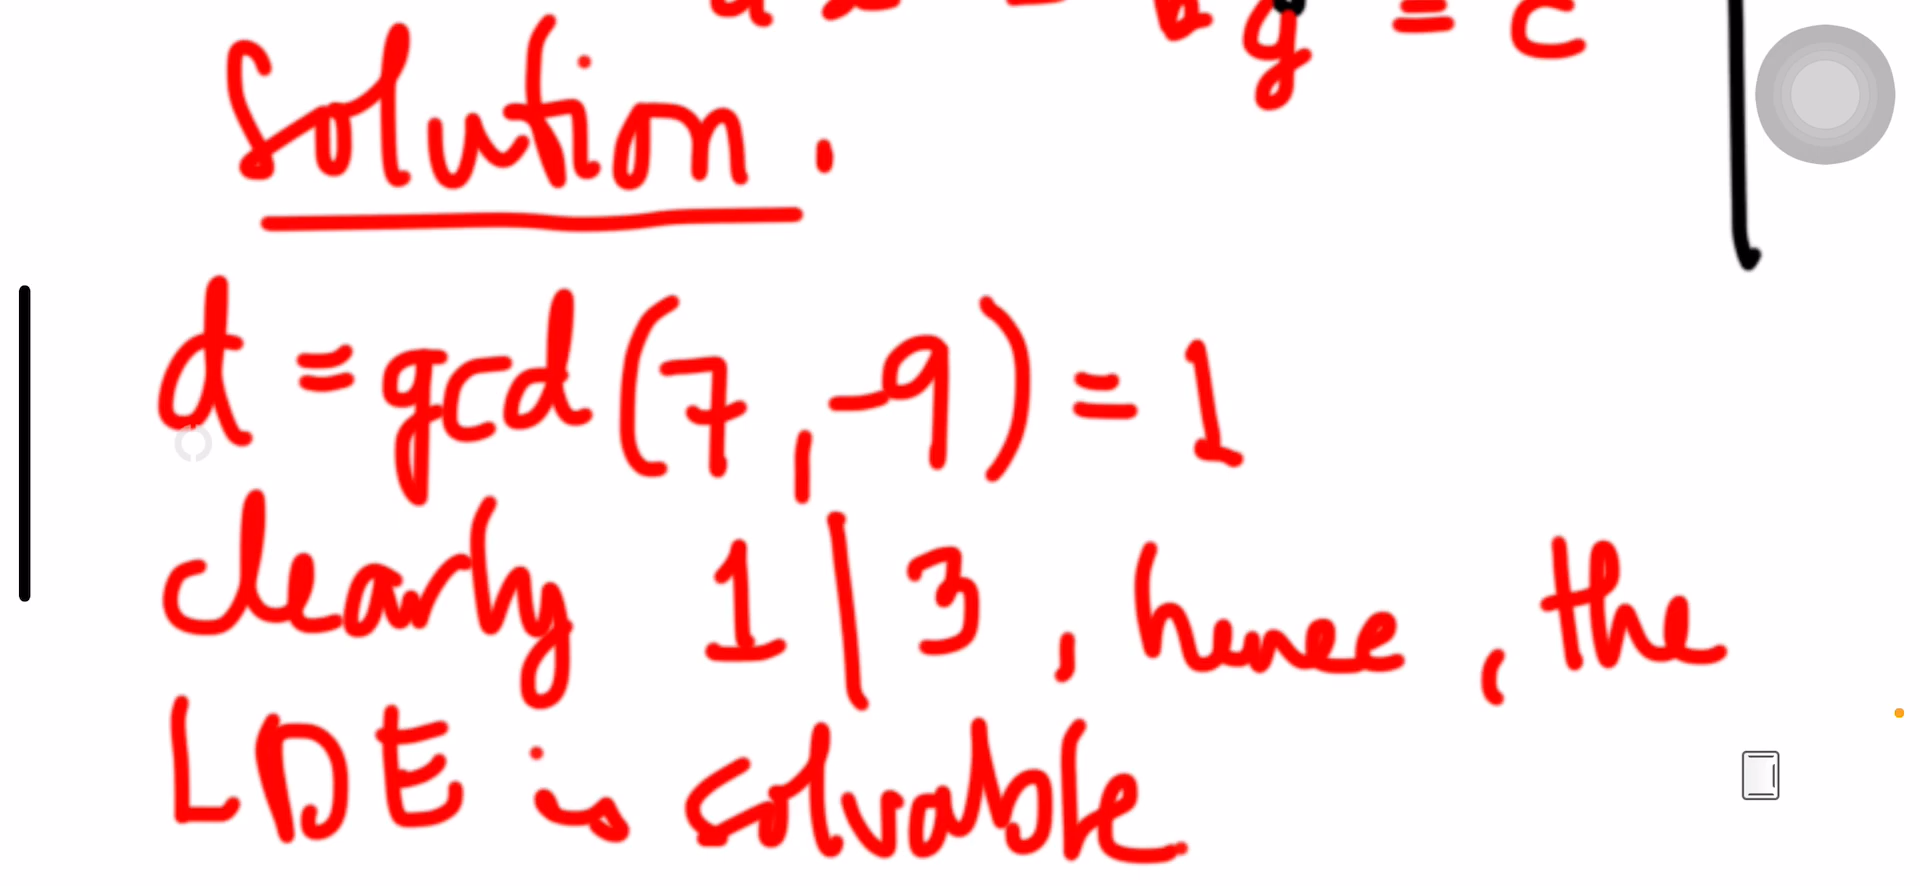 = c
Solution.
d = gcd(7, -9) = 1
clearly 1 | 3, hence, the
LDE is solvable